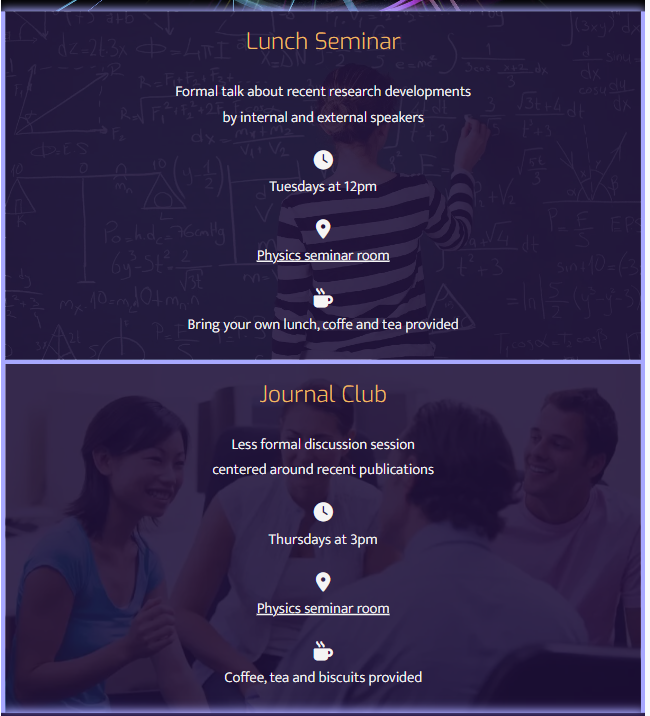 Lunch Seminar
Formal talk about recent research developments
by internal and external speakers
Tuesdays at 12pm
Physics seminar room
Bring your own lunch, coffe and tea provided
Journal Club
Less formal discussion session
centered around recent publications
Thursdays at 3pm
Physics seminar room
Coffee, tea and biscuits provided